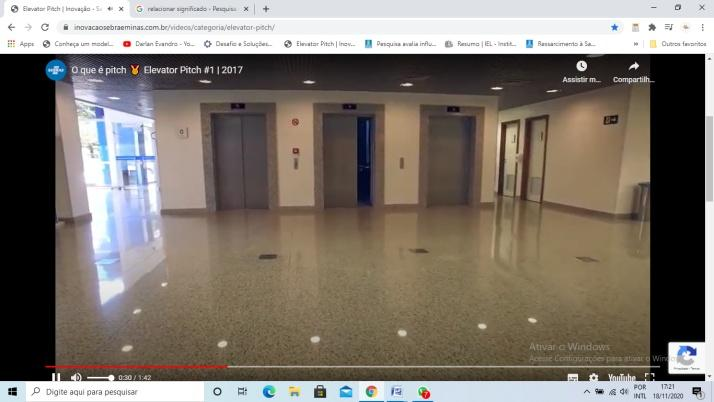 Elevator Pitch | Inovação - S
relacionar significado - Pesquisa
inovacaosebraeminas.com.br/videos/categoria/elevator-pitch/
Apps
Conheça um model...
Darlan Evandro - Yo...
Desafio e Soluções...
Elevator Pitch | Inov...
Pesquisa avalia influ...
Resumo | IEL - Instit...
Ressarcimento à Sa...
Outros favoritos
O que é pitch 🏅 Elevator Pitch #1 | 2017
Assistir m...
Compartilh...
Ativar o Windows
Acesse Configurações para ativar o Windo
0:30 / 1:42
YouTube
Digite aqui para pesquisar
POR
INTL
17:21
18/11/2020